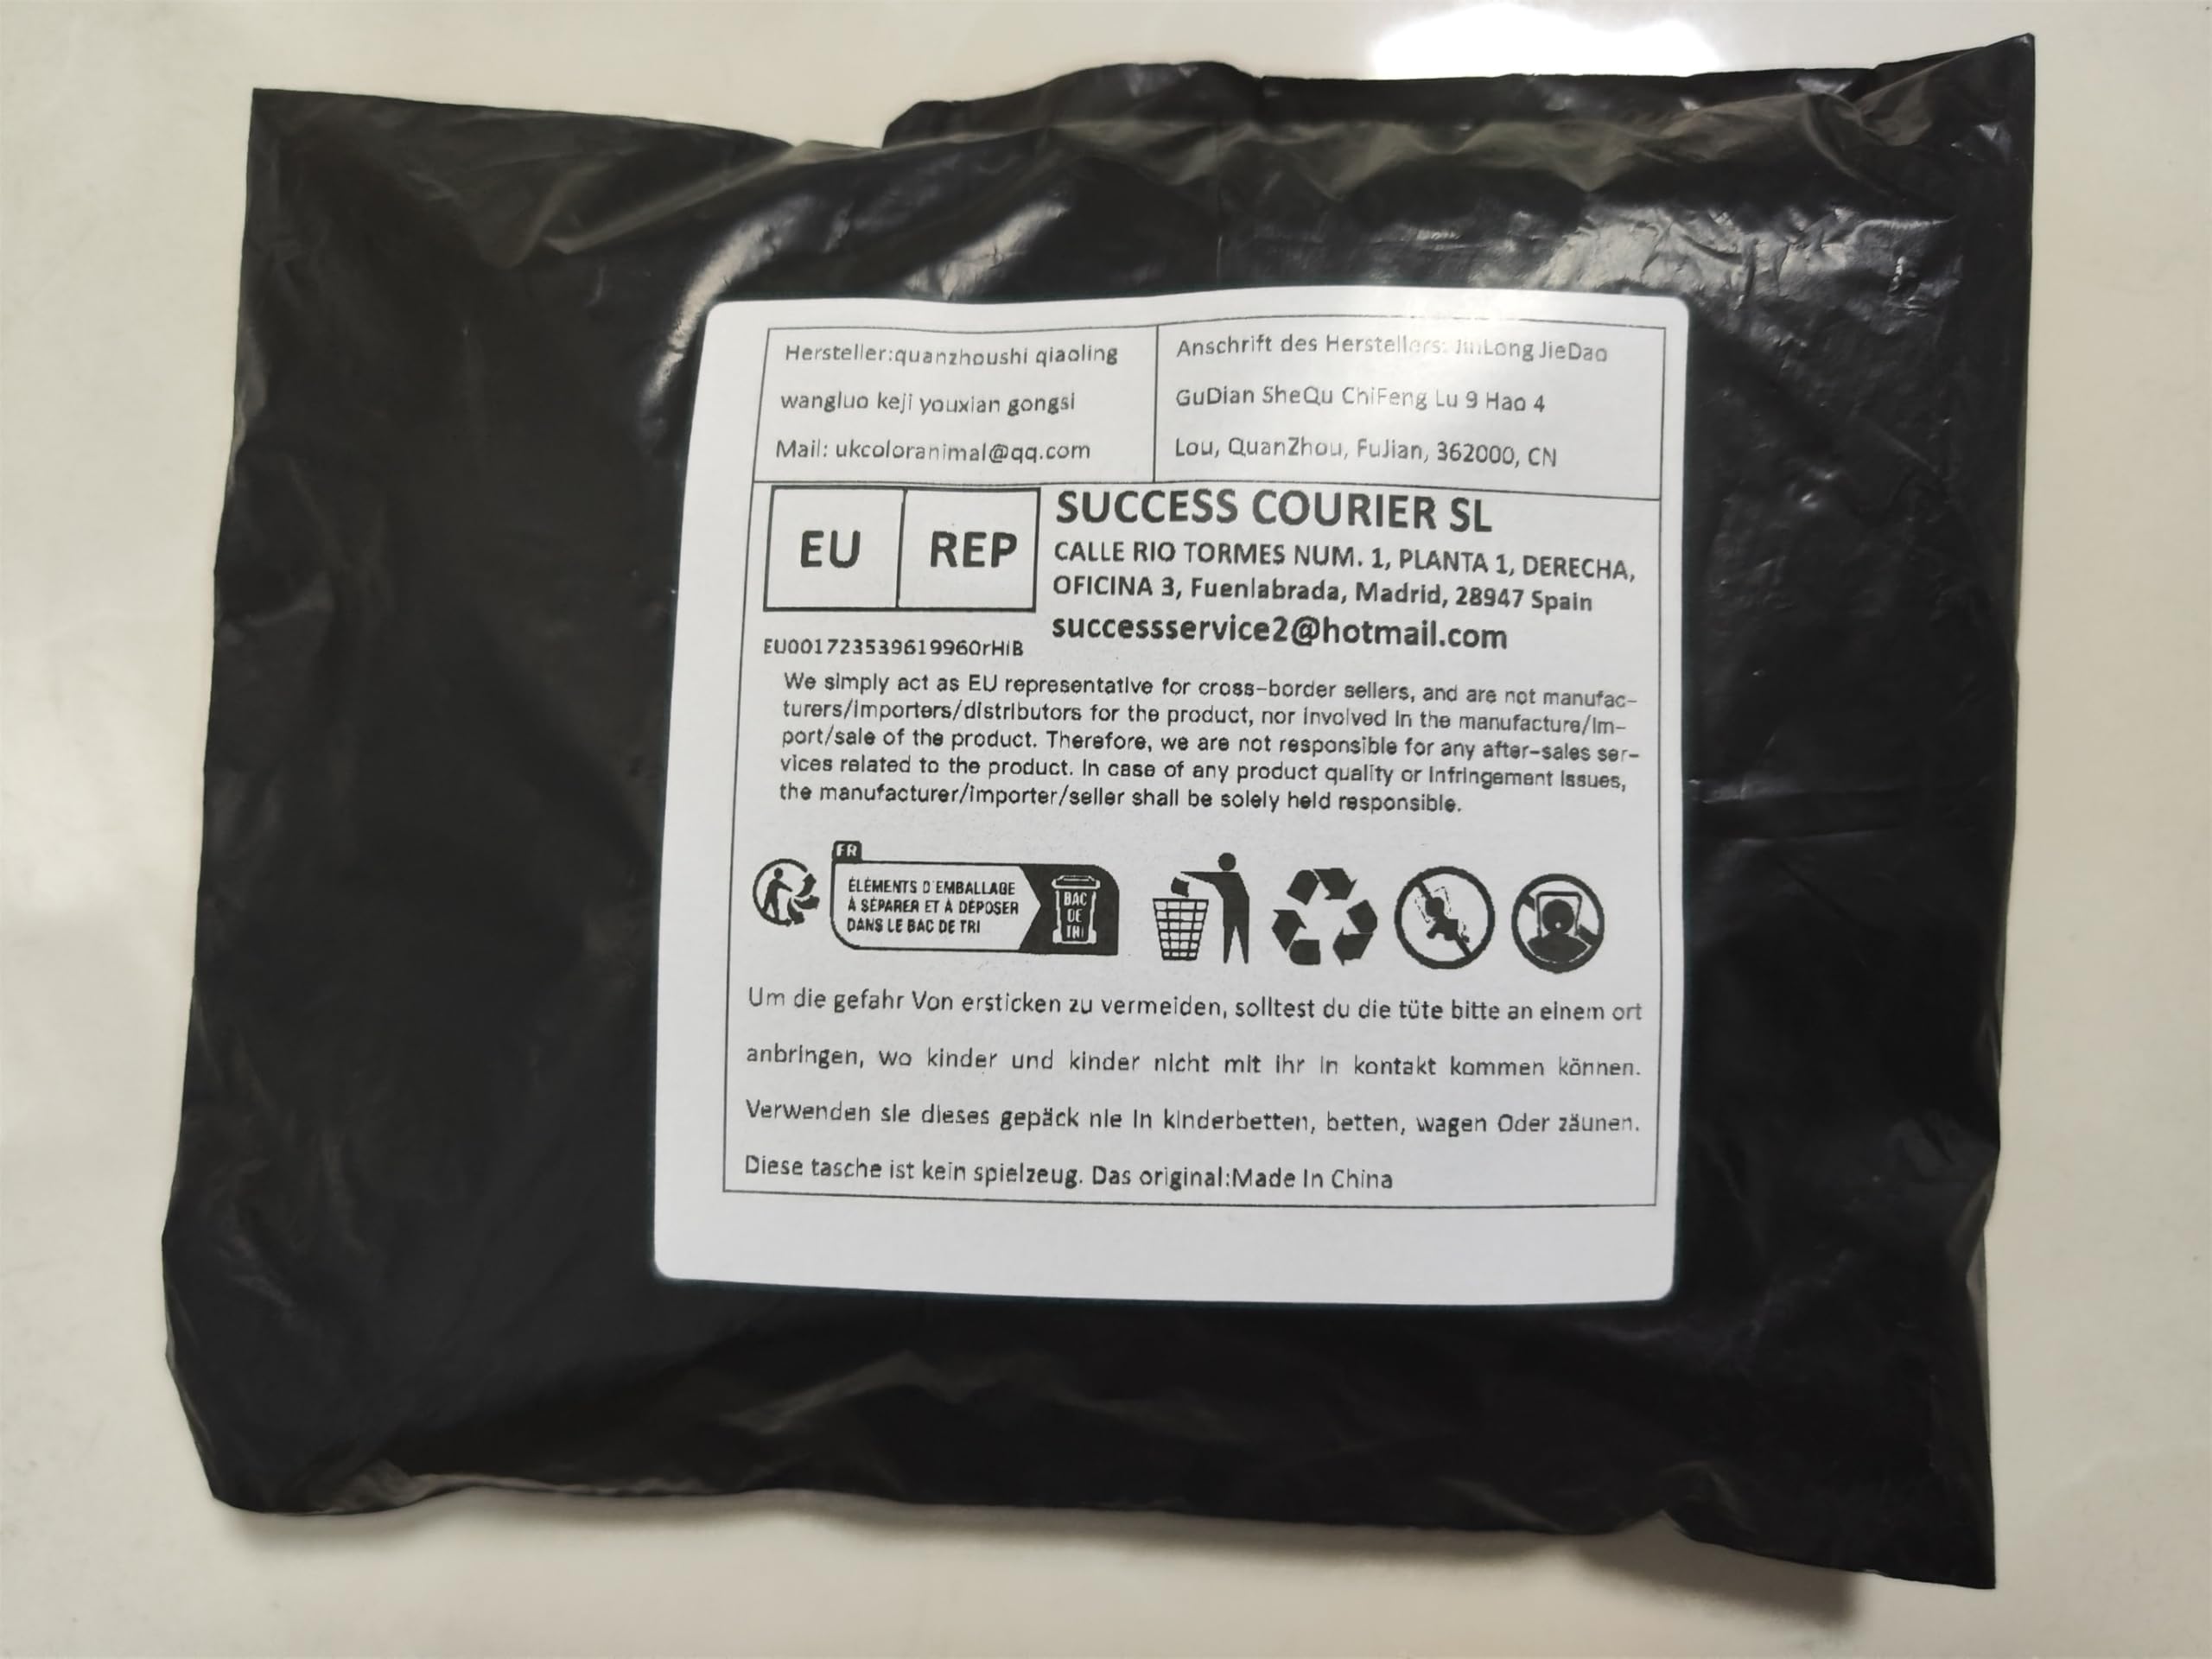 Hersteller:quanzhoushi qiaoling
wangluo keji youxian gongsi
Mail: ukcoloranimal@qq.com
Anschrift des Herstellers: JinLong JieDao
GuDian SheQu ChiFeng Lu 9 Hao 4
Lou, QuanZhou, FuJian, 362000, CN
EU REP
EU001723539619960rHiB
SUCCESS COURIER SL
CALLE RIO TORMES NUM. 1, PLANTA 1, DERECHA,
OFICINA 3, Fuenlabrada, Madrid, 28947 Spain
successservice2@hotmail.com
We simply act as EU representative for cross-border sellers, and are not manufac-
turers/importers/distributors for the product, nor involved in the manufacture/im-
port/sale of the product. Therefore, we are not responsible for any after-sales ser-
vices related to the product. In case of any product quality or infringement issues,
the manufacturer/importer/seller shall be solely held responsible.
FR
ÉLÉMENTS D'EMBALLAGE
À SÉPARER ET À DÉPOSER
DANS LE BAC DE TRI
BAC
DE
TRI
Um die gefahr Von ersticken zu vermeiden, solltest du die tüte bitte an einem ort
anbringen, wo kinder und kinder nicht mit ihr in kontakt kommen können.
Verwenden sie dieses gepäck nie in kinderbetten, betten, wagen Oder zäunen.
Diese tasche ist kein spielzeug. Das original:Made In China